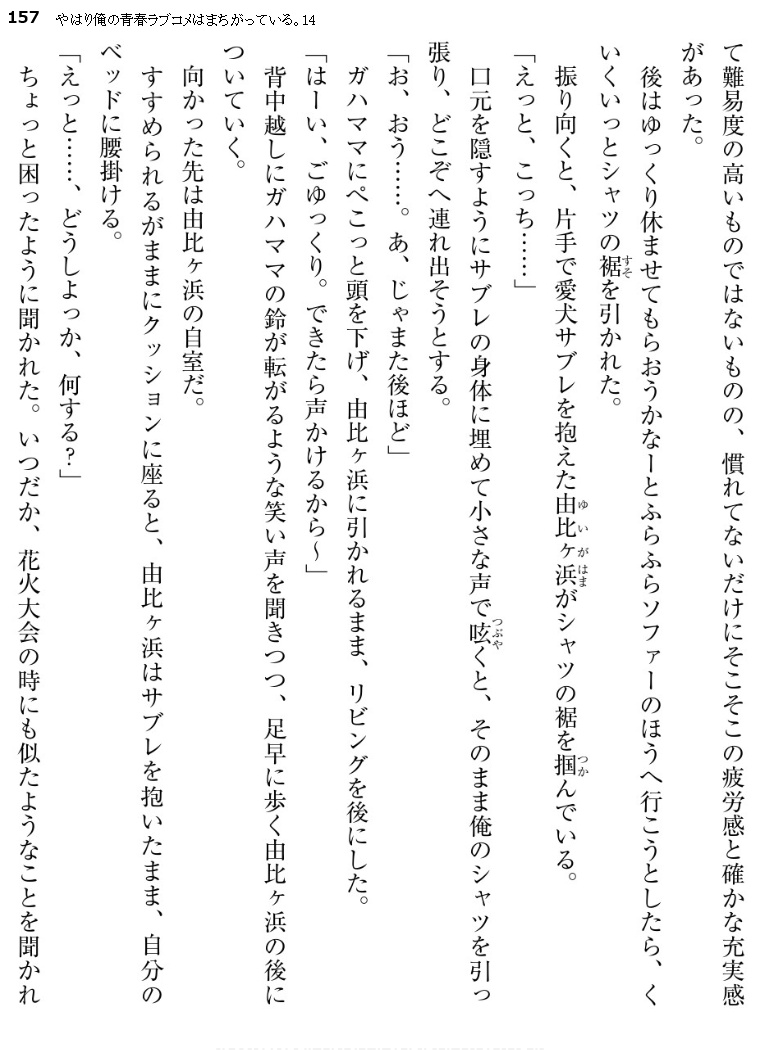 157 やはり俺の青春ラブコメはまちがっている。14
て難易度の高いものではないものの、慣れてないだけにそこそこの疲労感と確かな充実感
があった。
後はゆっくり休ませてもらおうかなーとふらふらソファーのほうへ行こうとしたら、く
いくいっとシャツの裾を引かれた。
振り向くと、片手で愛犬サブレを抱えた由比ヶ浜がシャツの裾を掴んでいる。
「えっと、こっち……」
口元を隠すようにサブレの身体に埋めて小さな声で呟くと、そのまま俺のシャツを引っ
張り、どこぞへ連れ出そうとする。
「お、おう……。あ、じゃまた後ほど」
ガハママにぺこっと頭を下げ、由比ヶ浜に引かれるまま、リビングを後にした。
「はーい、ごゆっくり。できたら声かけるから～」
背中越しにガハママの鈴が転がるような笑い声を聞きつつ、足早に歩く由比ヶ浜の後に
ついていく。
向かった先は由比ヶ浜の自室だ。
すすめられるがままにクッションに座ると、由比ヶ浜はサブレを抱いたまま、自分の
ベッドに腰掛ける。
「えっと……、どうしよっか、何する？」
ちょっと困ったように聞かれた。いつだか、花火大会の時にも似たようなことを聞かれ